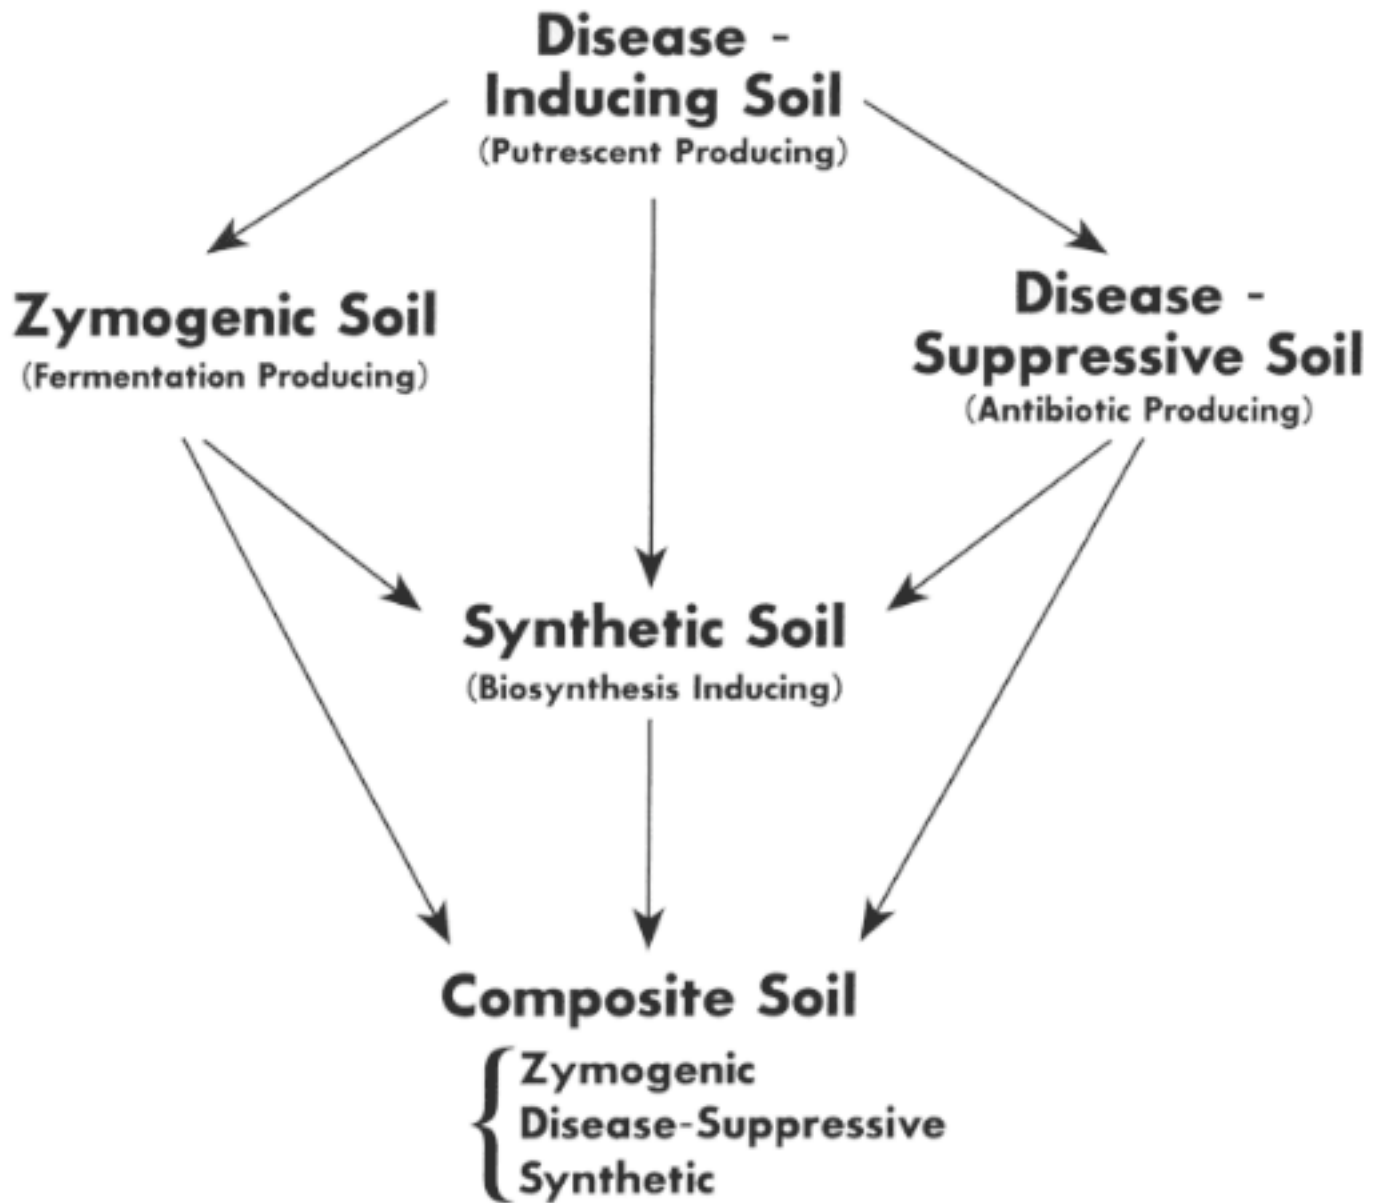 Disease -
Inducing Soil
(Putrescent Producing)
Zymogenic Soil
(Fermentation Producing)
Disease -
Suppressive Soil
(Antibiotic Producing)
Synthetic Soil
(Biosynthesis Inducing)
Composite Soil
Zymogenic
Disease-Suppressive
Synthetic